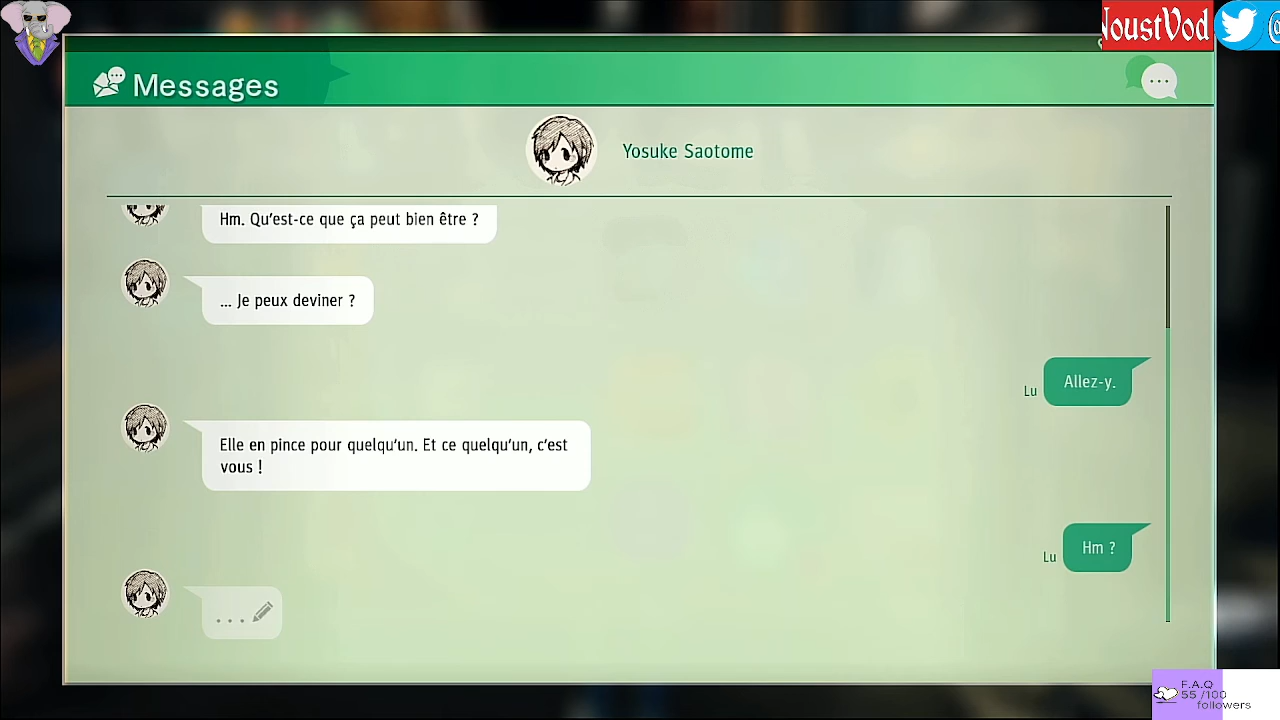 NoustVod
Messages
Yosuke Saotome
Hm. Qu'est-ce que ça peut bien être ?
... Je peux deviner ?
Lu
Allez-y.
Elle en pince pour quelqu'un. Et ce quelqu'un, c'est
vous !
Lu
Hm ?
...
F.A.Q
55 /100
followers